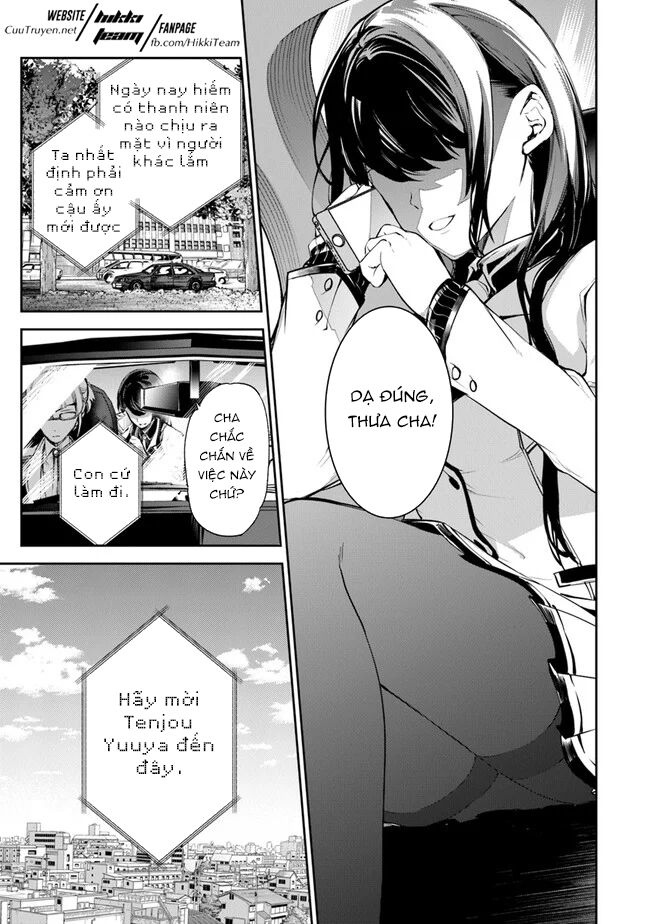 WEBSITE
CuuTruyen.net
hikki
team
/FANPAGE
fb.com/HikkiTeam
DẠ ĐÚNG,
THƯA CHA!
Ngày nay hiếm
có thanh niên
nào chịu ra
mặt vì người
khác lắm
Ta nhất
định phải
cảm ơn
cậu ấy
mới được
CHA
CHẮC
CHẮN VỀ
VIỆC NÀY
CHỨ?
Con cứ
làm đi.
Hãy mời
Tenjou
Yuuya đến
đây.